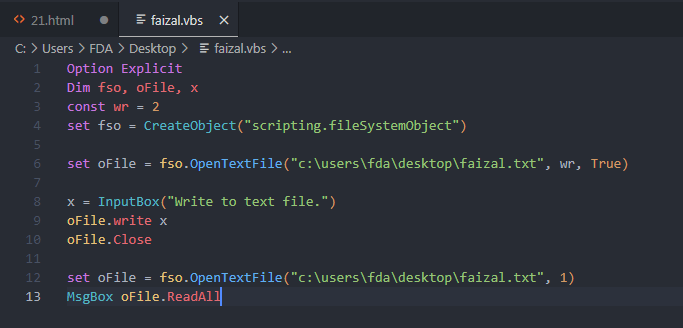 21.html faizal.vbs
C: > Users > FDA > Desktop > faizal.vbs > ...
1 Option Explicit
2 Dim fso, oFile, x
3 const wr = 2
4 set fso = CreateObject("scripting.fileSystemObject")
5
6 set oFile = fso.OpenTextFile("c:\users\fda\desktop\faizal.txt", wr, True)
7
8 x = InputBox("Write to text file.")
9 oFile.write x
10 oFile.Close
11
12 set oFile = fso.OpenTextFile("c:\users\fda\desktop\faizal.txt", 1)
13 MsgBox oFile.ReadAll